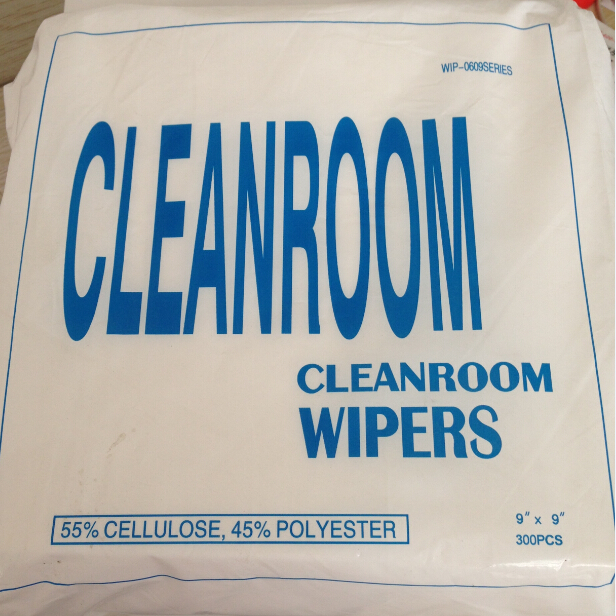 WIP-0609SERIES
CLEANROOM
CLEANROOM
WIPERS
55% CELLULOSE, 45% POLYESTER
9" x 9"
300PCS